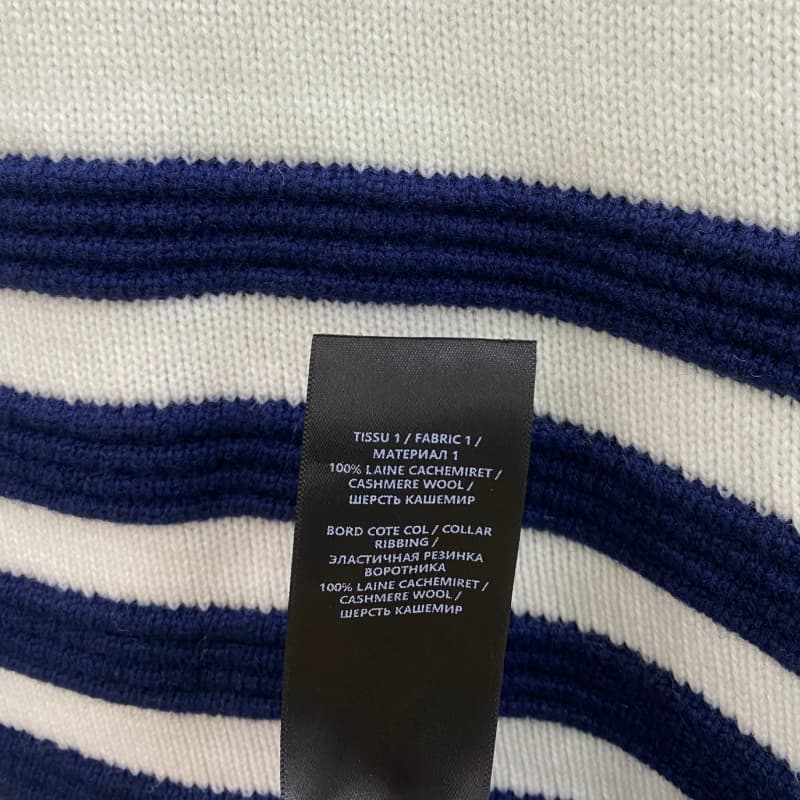 TISSU 1 / FABRIC 1 /
МАТЕРИАЛ 1
100% LAINE CACHEMIRET /
CASHMERE WOOL /
ШЕРСТЬ КАШЕМИР
BORD COTE COL / COLLAR
RIBBING /
ЭЛАСТИЧНАЯ РЕЗИНКА
ВОРОТНИКА
100% LAINE CACHEMIRET /
CASHMERE WOOL /
ШЕРСТЬ КАШЕМИР